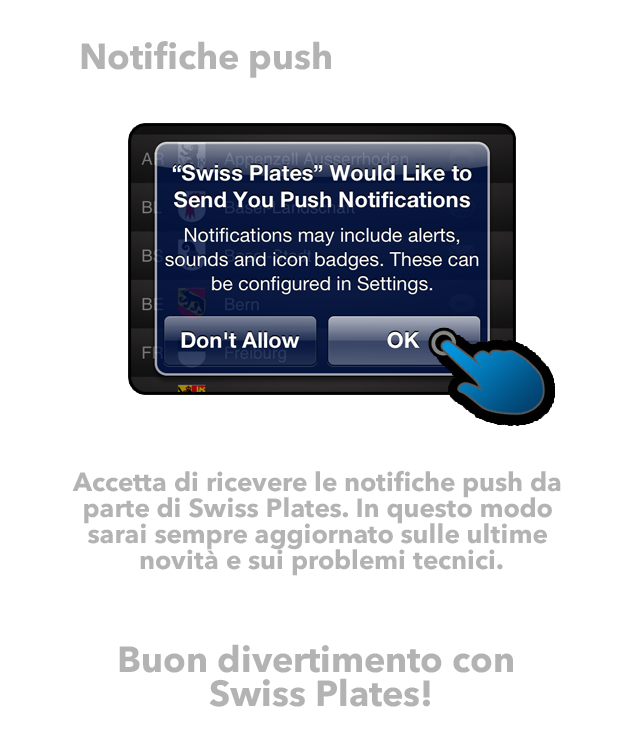 Notifiche push
AR Appenzell Ausserrhoden
“Swiss Plates” Would Like to
Send You Push Notifications
BL Basel-Landschaft
Notifications may include alerts,
BS Basel-Stadt
sounds and icon badges. These can
be configured in Settings.
BE Bern
Don't Allow
OK
FR Freiburg
Accetta di ricevere le notifiche push da
parte di Swiss Plates. In questo modo
sarai sempre aggiornato sulle ultime
novità e sui problemi tecnici.
Buon divertimento con
Swiss Plates!